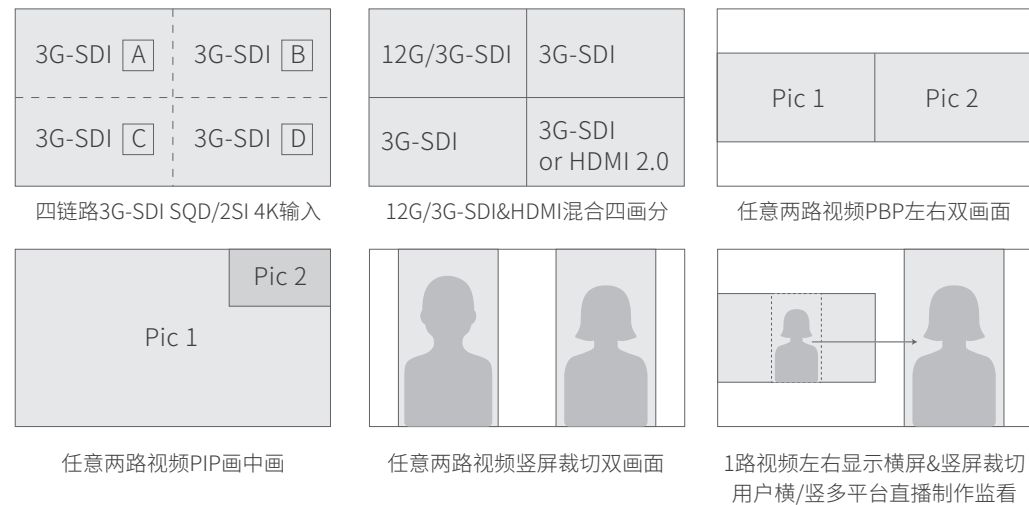 3G-SDI A
3G-SDI B
3G-SDI C
3G-SDI D
四链路3G-SDI SQD/2SI 4K输入
12G/3G-SDI
3G-SDI
3G-SDI
3G-SDI
or HDMI 2.0
12G/3G-SDI&HDMI混合四画分
Pic 1
Pic 2
任意两路视频PBP左右双画面
Pic 2
Pic 1
任意两路视频PIP画中画
任意两路视频竖屏裁切双画面
1路视频左右显示横屏&竖屏裁切
用户横/竖多平台直播制作监看